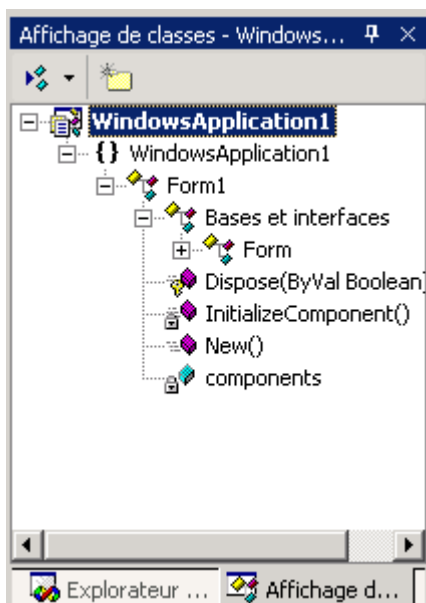 Affichage de classes - Windows...
WindowsApplication1
{} WindowsApplication1
Form1
Bases et interfaces
Form
Dispose(ByVal Boolean)
InitializeComponent()
New()
components
Explorateur ...
Affichage d...